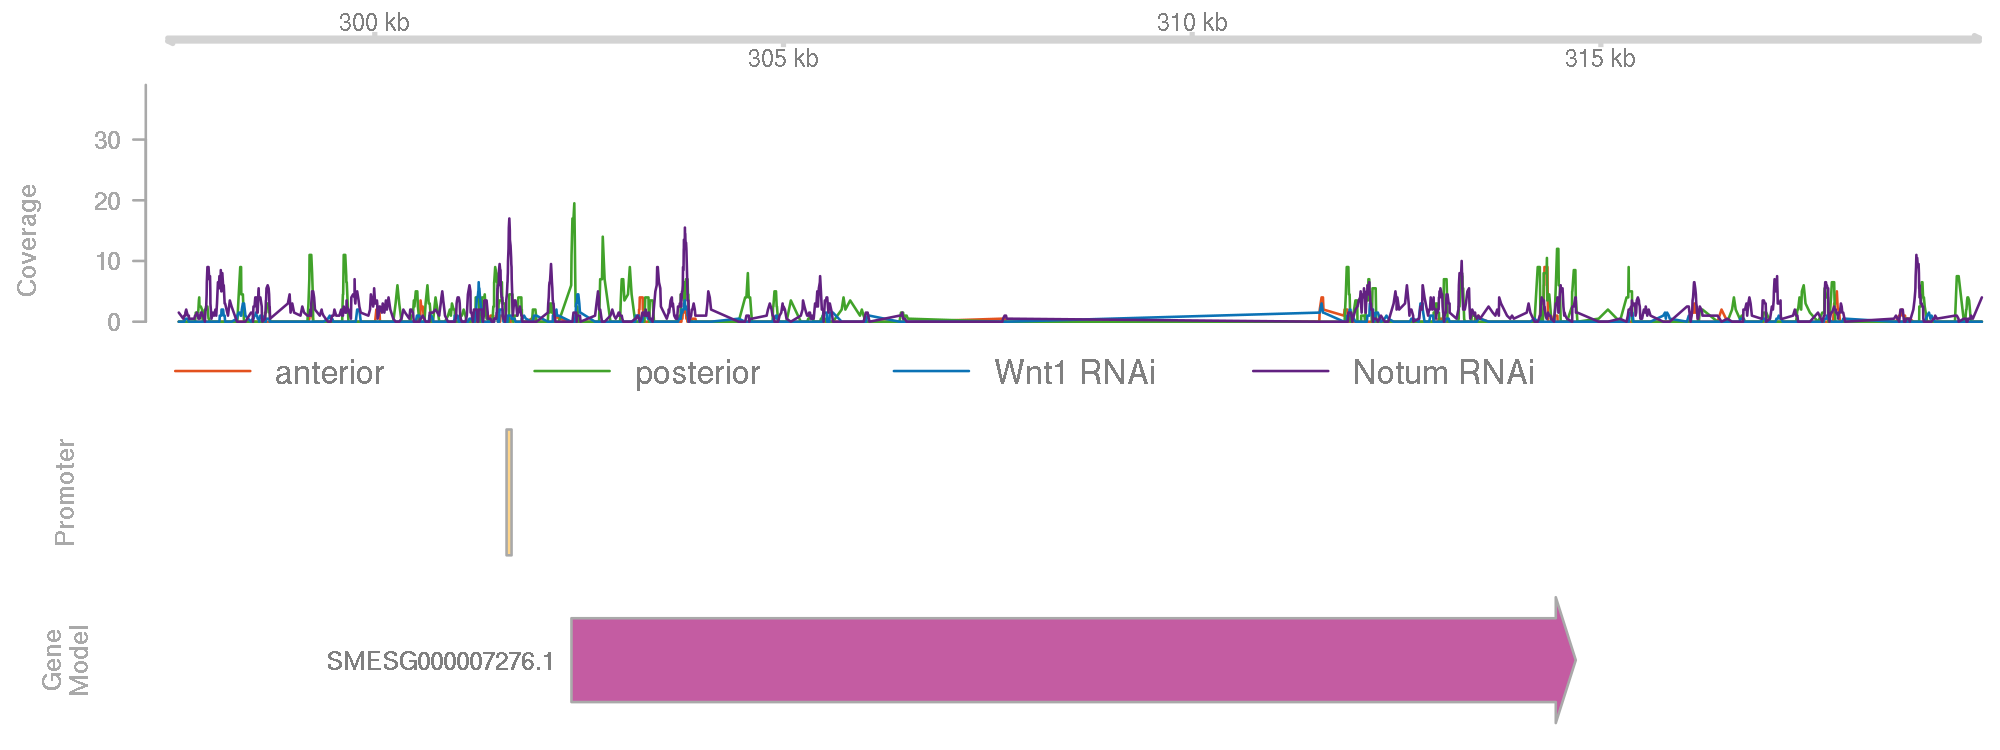 300 kb
310 kb
305 kb
315 kb
Coverage
30
20
10
0
anterior
posterior
Wnt1 RNAi
Notum RNAi
Promoter
Gene
Model
SMESG000007276.1